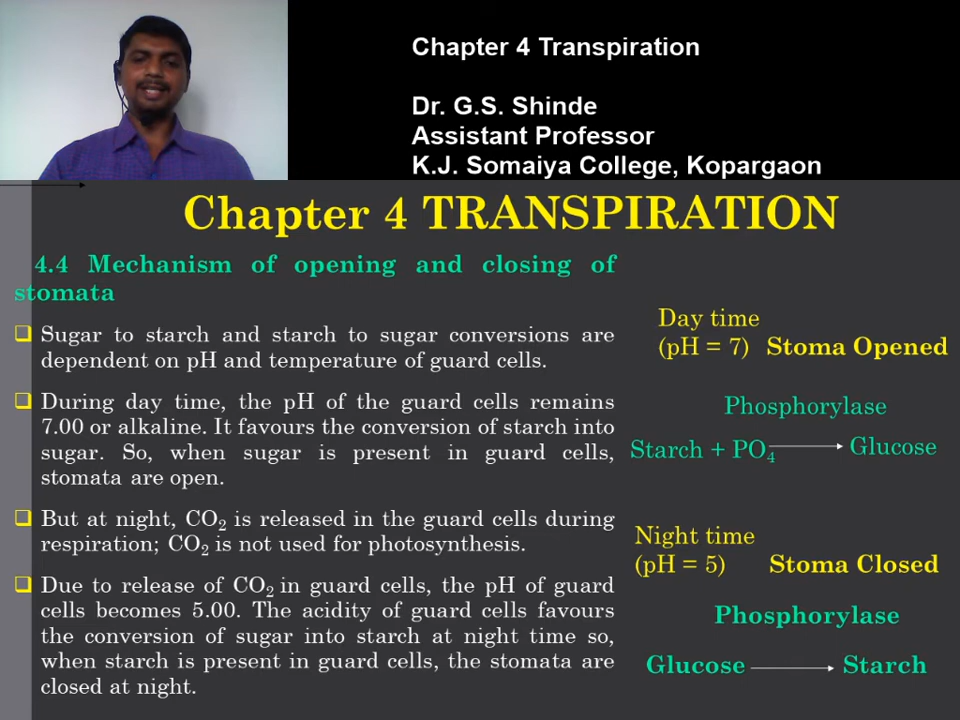 Chapter 4 Transpiration
Dr. G.S. Shinde
Assistant Professor
K.J. Somaiya College, Kopargaon
Chapter 4 TRANSPIRATION
4.4 Mechanism of opening and closing of
stomata
❑ Sugar to starch and starch to sugar conversions are
dependent on pH and temperature of guard cells.
❑ During day time, the pH of the guard cells remains
7.00 or alkaline. It favours the conversion of starch into
sugar. So, when sugar is present in guard cells,
stomata are open.
❑ But at night, CO₂ is released in the guard cells during
respiration; CO₂ is not used for photosynthesis.
❑ Due to release of CO₂ in guard cells, the pH of guard
cells becomes 5.00. The acidity of guard cells favours
the conversion of sugar into starch at night time so,
when starch is present in guard cells, the stomata are
closed at night.
Day time
(pH = 7) Stoma Opened
Phosphorylase
Starch + PO₄ ⟶ Glucose
Night time
(pH = 5) Stoma Closed
Phosphorylase
Glucose ⟶ Starch